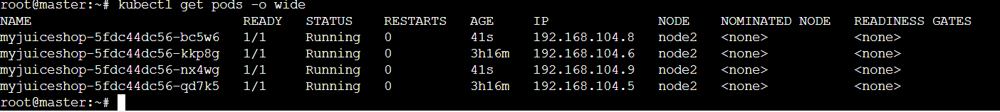 root@master:~# kubectl get pods -o wide
NAME READY STATUS RESTARTS AGE IP NODE NOMINATED NODE READINESS GATES
myjuiceshop-5fdc44dc56-bc5w6 1/1 Running 0 41s 192.168.104.8 node2 <none> <none>
myjuiceshop-5fdc44dc56-kkp8g 1/1 Running 0 3h16m 192.168.104.6 node2 <none> <none>
myjuiceshop-5fdc44dc56-nx4wg 1/1 Running 0 41s 192.168.104.9 node2 <none> <none>
myjuiceshop-5fdc44dc56-qd7k5 1/1 Running 0 3h16m 192.168.104.5 node2 <none> <none>
root@master:~#